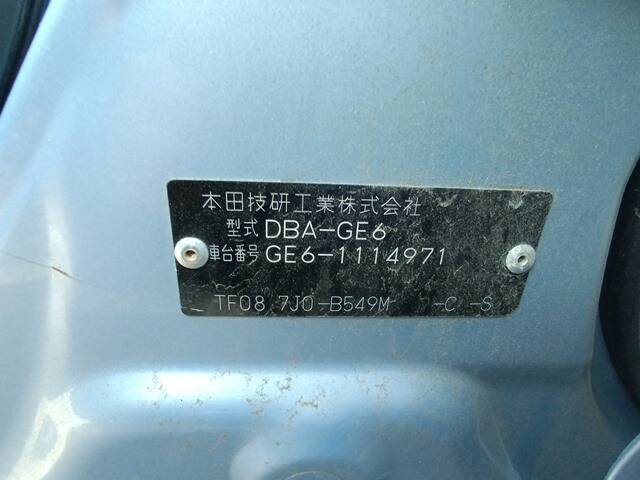 本田技研工業株式会社
型式 DBA-GE6
車台番号 GE6-1114971
TF08 7J0-B549M -C -S